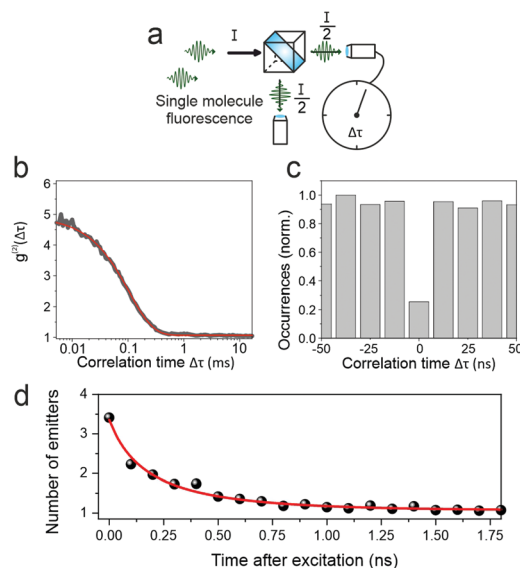 a
I
I
2
I
2
Single molecule
fluorescence
Δτ
b
6
5
4
3
2
1
g⁽²⁾(Δτ)
0.01 0.1 1 10
Correlation time Δτ (ms)
c
1.0
0.8
0.6
0.4
0.2
0.0
Occurrences (norm.)
-50 -25 0 25 50
Correlation time Δτ (ns)
d
4
3
2
1
Number of emitters
0.00 0.25 0.50 0.75 1.00 1.25 1.50 1.75
Time after excitation (ns)